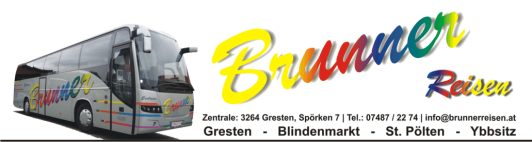 Brunner
Reisen
Brunner
Zentrale: 3264 Gresten, Spörken 7 | Tel.: 07487 / 22 74 | info@brunnerreisen.at
Gresten - Blindenmarkt - St. Pölten - Ybbsitz